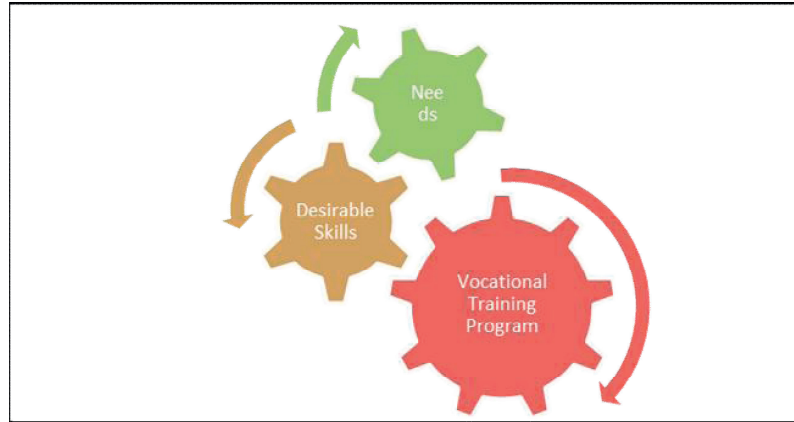 Nee
ds
Desirable
Skills
Vocational
Training
Program